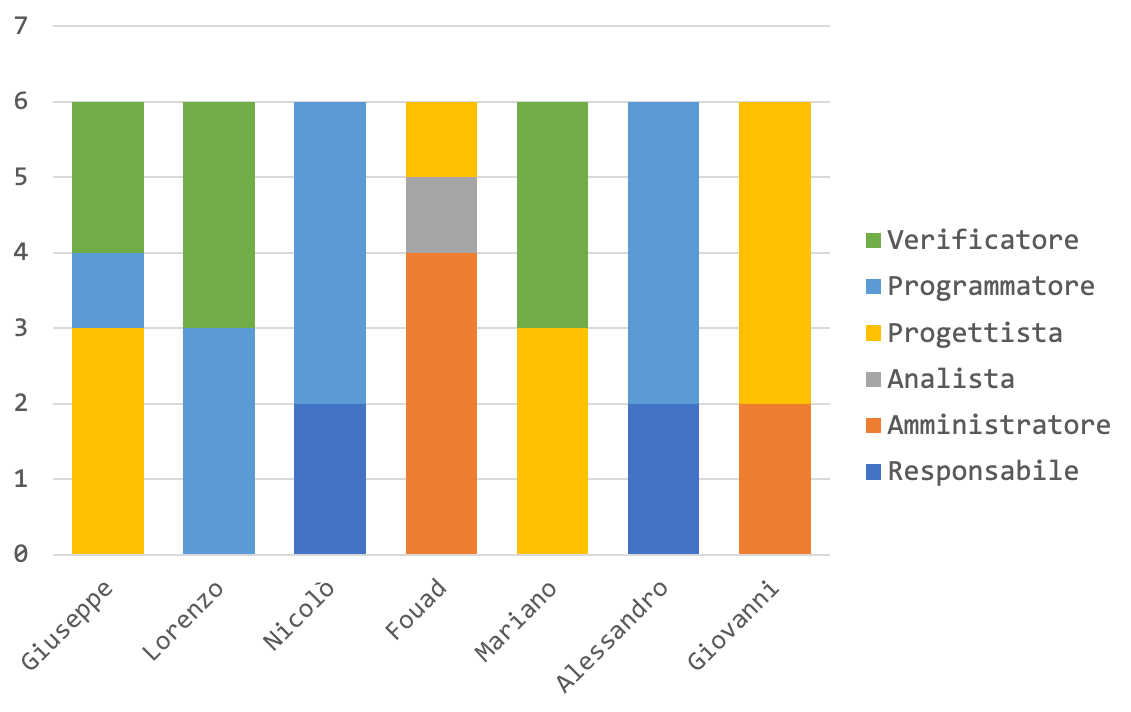 7
6
5
4
3
2
1
0
Giuseppe
Lorenzo
Nicolò
Fouad
Mariano
Alessandro
Giovanni
Verificatore
Programmatore
Progettista
Analista
Amministratore
Responsabile